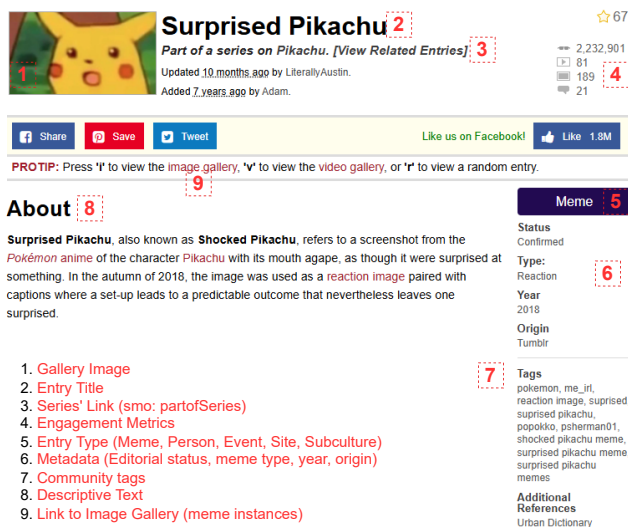 Surprised Pikachu 2
67
Part of a series on Pikachu. [View Related Entries] 3
1
Updated 10 months ago by LiterallyAustin.
Added 7 years ago by Adam.
2,232,901
81
189
21
4
Share
Save
Tweet
Like us on Facebook!
Like 1.8M
PROTIP: Press 'i' to view the image gallery, 'v' to view the video gallery, or 'r' to view a random entry.
9
About 8
Surprised Pikachu, also known as Shocked Pikachu, refers to a screenshot from the
Pokémon anime of the character Pikachu with its mouth agape, as though it were surprised at
something. In the autumn of 2018, the image was used as a reaction image paired with
captions where a set-up leads to a predictable outcome that nevertheless leaves one
surprised.
Meme 5
Status
Confirmed
Type:
Reaction
6
Year
2018
Origin
Tumblr
7
Tags
pokemon, me_irl,
reaction image, suprised
suprised pikachu,
popokko, psherman01,
shocked pikachu meme,
surprised pikachu meme
surprised pikachu
memes
Additional
References
Urban Dictionary
1. Gallery Image
2. Entry Title
3. Series' Link (smo: partofSeries)
4. Engagement Metrics
5. Entry Type (Meme, Person, Event, Site, Subculture)
6. Metadata (Editorial status, meme type, year, origin)
7. Community tags
8. Descriptive Text
9. Link to Image Gallery (meme instances)